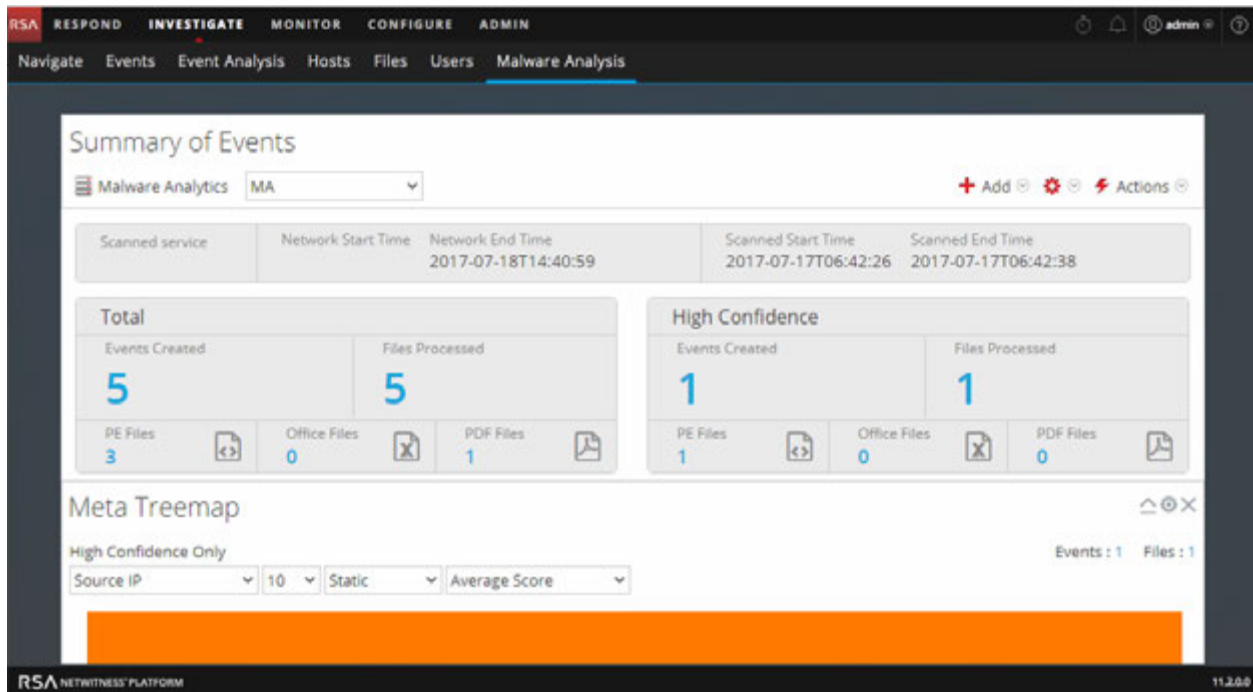 RSA RESPOND INVESTIGATE MONITOR CONFIGURE ADMIN admin
Navigate Events Event Analysis Hosts Files Users Malware Analysis
Summary of Events
Malware Analytics MA Add Actions
Scanned service Network Start Time Network End Time Scanned Start Time Scanned End Time
2017-07-18T14:40:59 2017-07-17T06:42:26 2017-07-17T06:42:38
Total High Confidence
Events Created Files Processed Events Created Files Processed
5 5 1 1
PE Files Office Files PDF Files PE Files Office Files PDF Files
3 0 1 1 0 0
Meta Treemap
High Confidence Only Events : 1 Files : 1
Source IP 10 Static Average Score
RSA NETWITNESS® PLATFORM 11.2.0.0